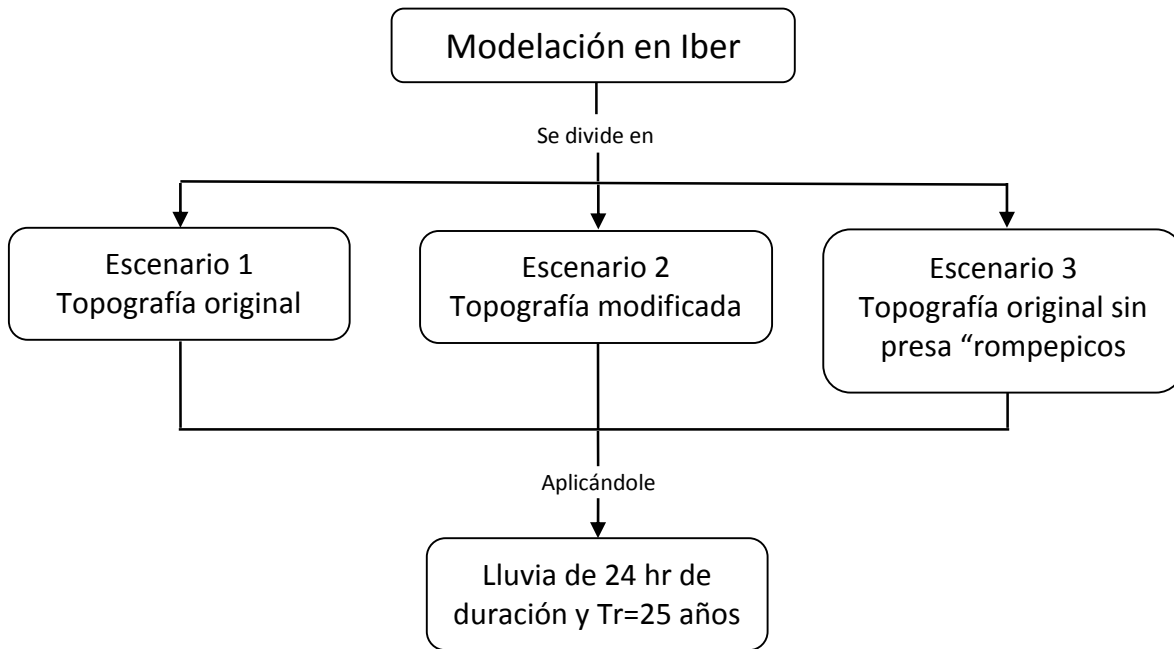 Modelación en Iber
Se divide en
Escenario 1
Topografía original
Escenario 2
Topografía modificada
Escenario 3
Topografía original sin
presa “rompepicos
Aplicándole
Lluvia de 24 hr de
duración y Tr=25 años